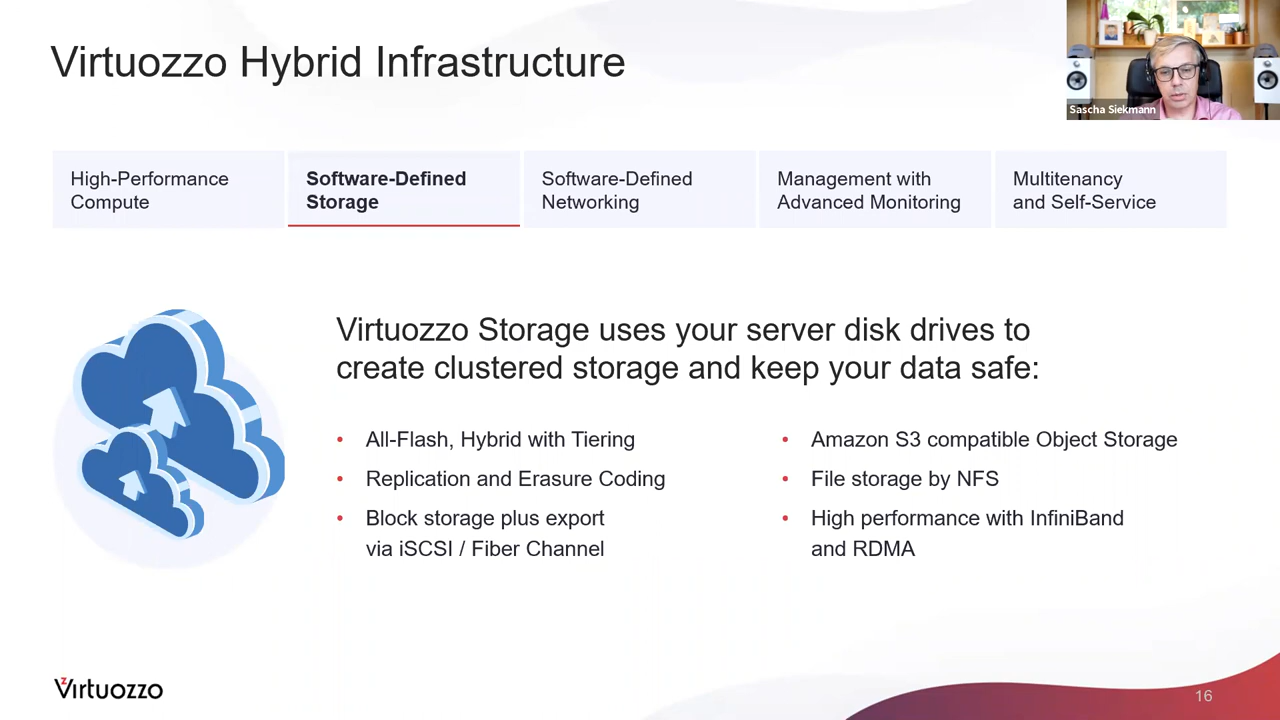 Virtuozzo Hybrid Infrastructure
Sascha Siekmann
High-Performance
Compute
Software-Defined
Storage
Software-Defined
Networking
Management with
Advanced Monitoring
Multitenancy
and Self-Service
Virtuozzo Storage uses your server disk drives to
create clustered storage and keep your data safe:
• All-Flash, Hybrid with Tiering
• Replication and Erasure Coding
• Block storage plus export
via iSCSI / Fiber Channel
• Amazon S3 compatible Object Storage
• File storage by NFS
• High performance with InfiniBand
and RDMA
Virtuozzo
16